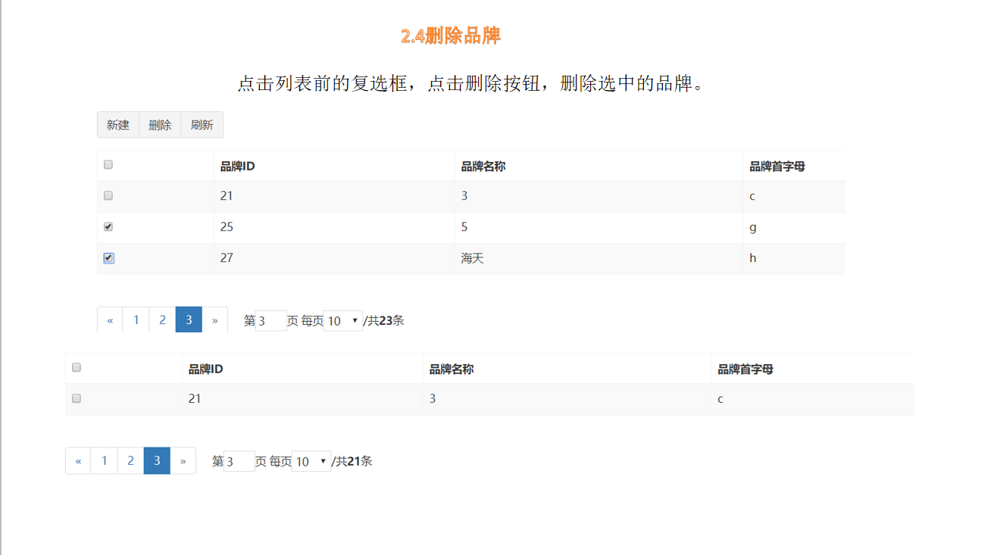 2.4删除品牌
点击列表前的复选框，点击删除按钮，删除选中的品牌。
新建 删除 刷新
品牌ID 品牌名称 品牌首字母
21 3 c
25 5 g
27 海天 h
« 1 2 3 » 第3页 每页10 /共23条
品牌ID 品牌名称 品牌首字母
21 3 c
« 1 2 3 » 第3页 每页10 /共21条